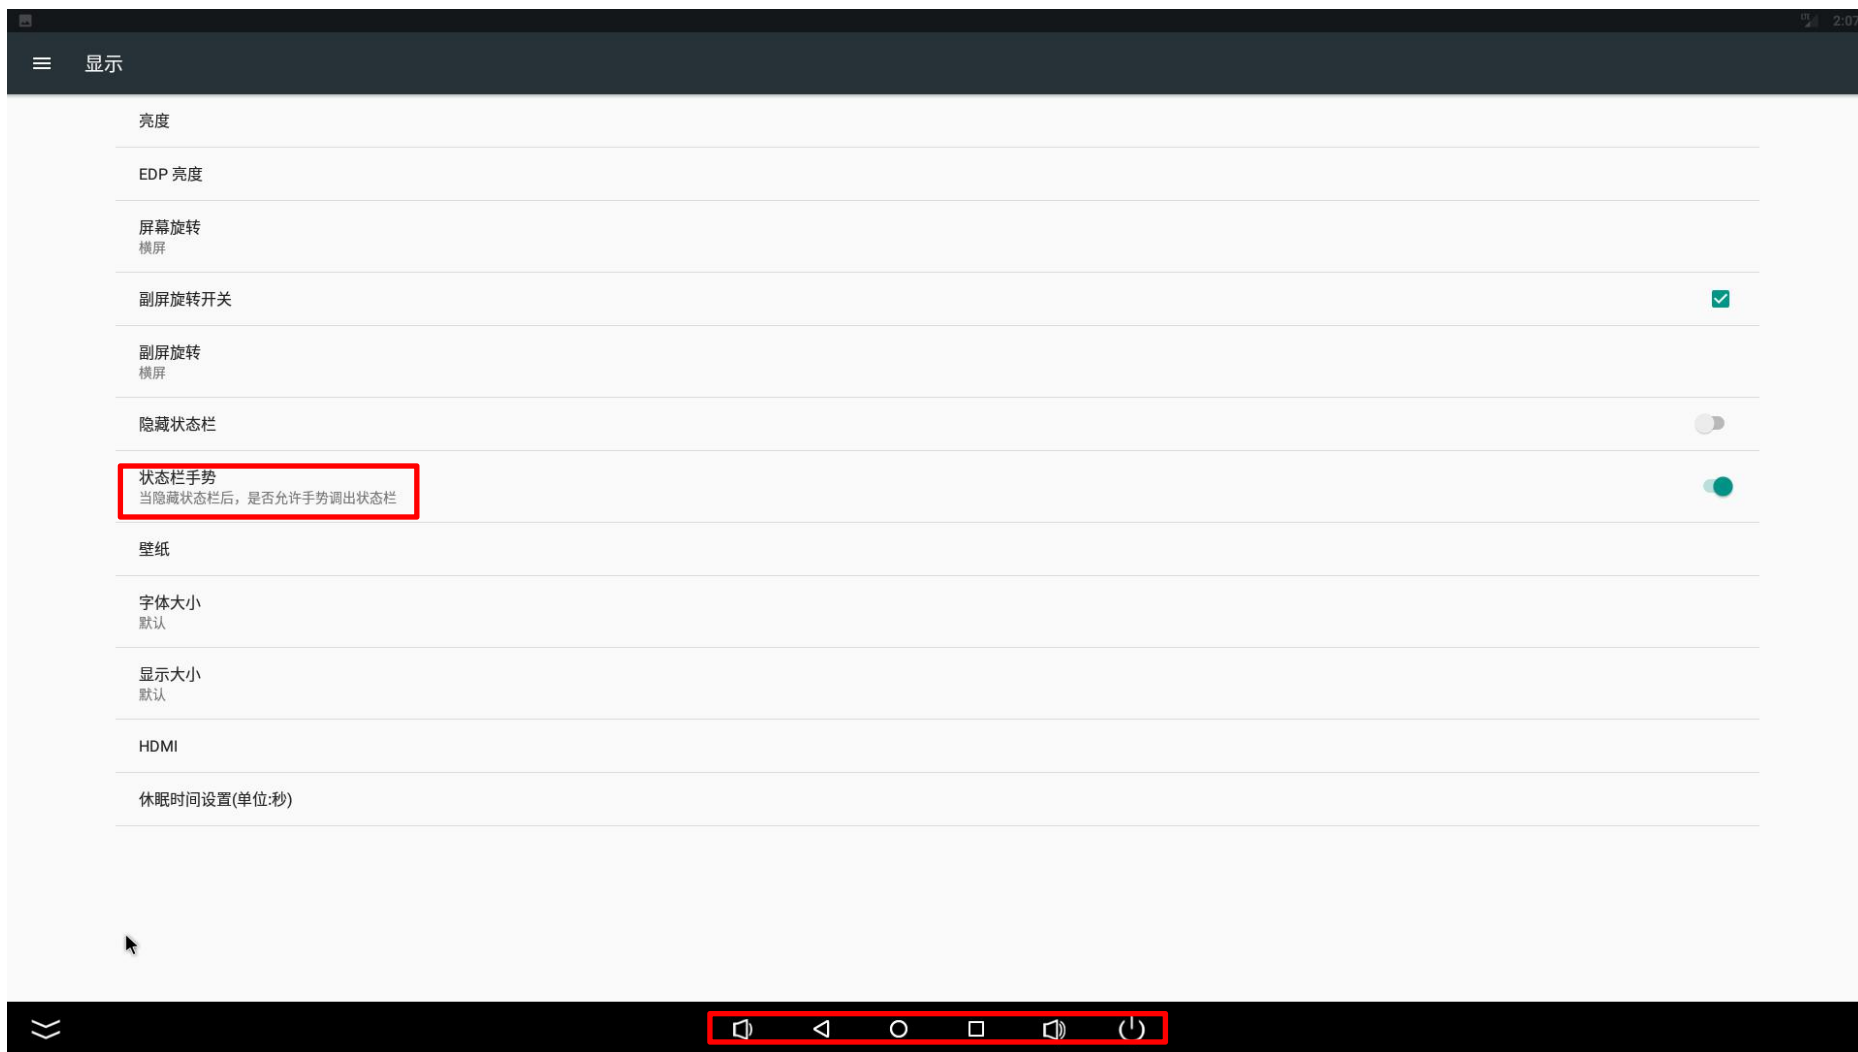 LTE 2:07
显示
亮度
EDP 亮度
屏幕旋转
横屏
副屏旋转开关
副屏旋转
横屏
隐藏状态栏
状态栏手势
当隐藏状态栏后，是否允许手势调出状态栏
壁纸
字体大小
默认
显示大小
默认
HDMI
休眠时间设置(单位:秒)